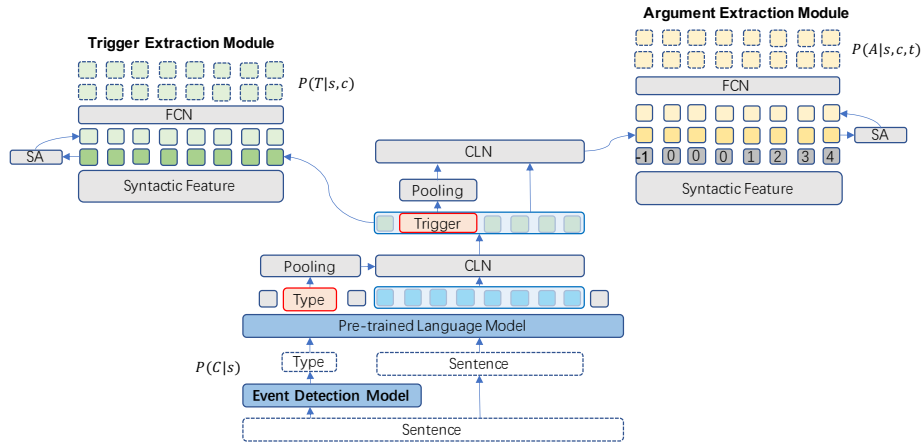 Argument Extraction Module
Trigger Extraction Module
P(T|s,c)
P(A|s,c,t)
FCN
FCN
SA
SA
-1 0 0 0 1 2 3 4
Syntactic Feature
Syntactic Feature
CLN
Pooling
Trigger
Pooling
CLN
Type
Pre-trained Language Model
P(C|s)
Type
Sentence
Event Detection Model
Sentence